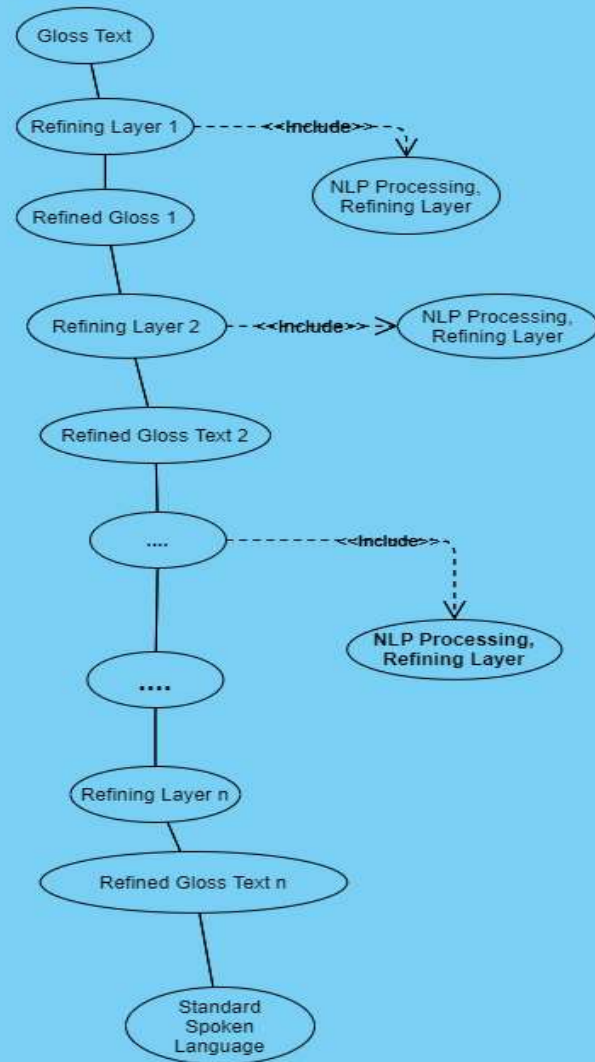 Gloss Text
Refining Layer 1
<<Include>>
NLP Processing,
Refining Layer
Refined Gloss 1
Refining Layer 2
<<Include>>
NLP Processing,
Refining Layer
Refined Gloss Text 2
....
<<Include>>
NLP Processing,
Refining Layer
....
Refining Layer n
Refined Gloss Text n
Standard
Spoken
Language